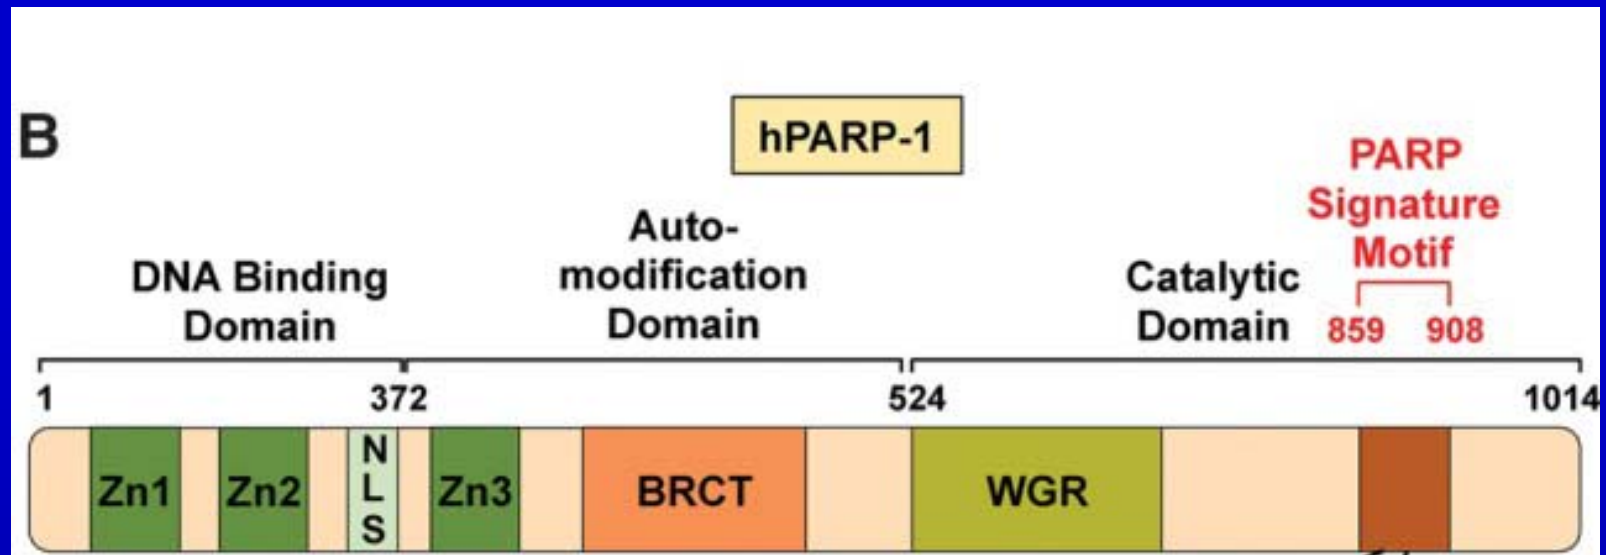 B
hPARP-1
DNA Binding
Domain
Auto-
modification
Domain
Catalytic
Domain
PARP
Signature
Motif
859 908
1 372 524 1014
Zn1 Zn2 NLS Zn3 BRCT WGR